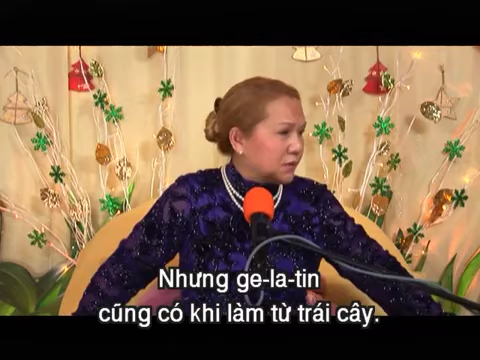 Nhưng ge-la-tin
cũng có khi làm từ trái cây.